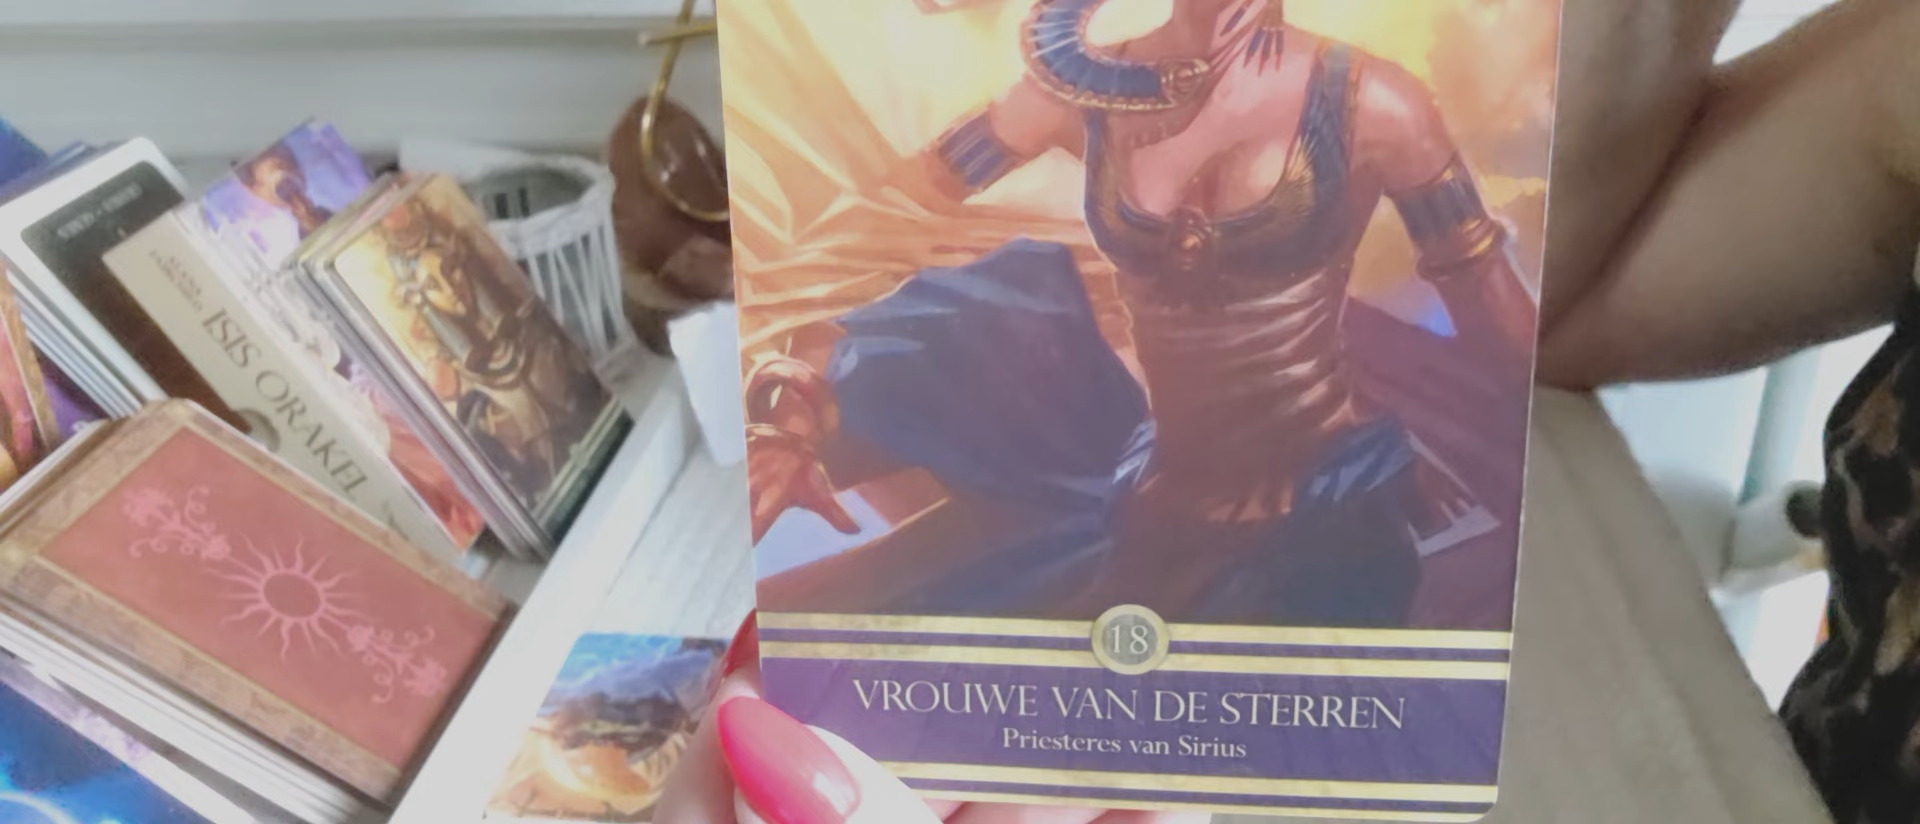 ISIS ORAKEL
18
VROUWE VAN DE STERREN
Priesteres van Sirius